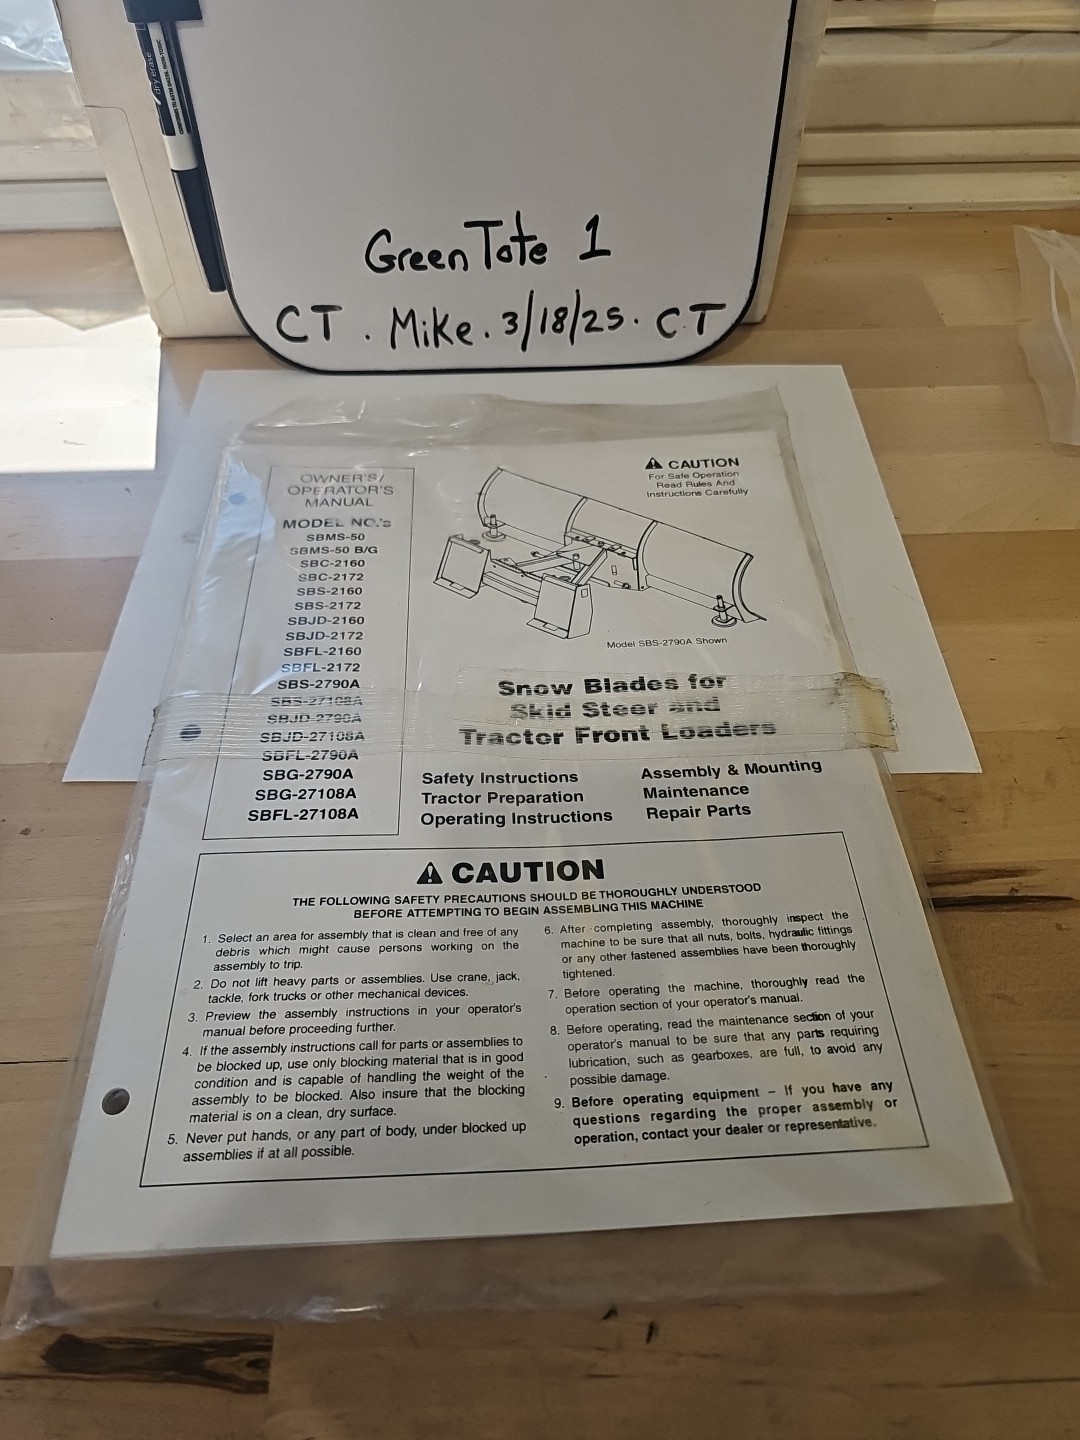 dry erase
Green Tote 1
CT . Mike . 3/18/25 . CT
OWNER'S/
OPERATOR'S
MANUAL
MODEL NO.'s
SBMS-50
SBMS-50 B/G
SBC-2160
SBC-2172
SBS-2160
SBS-2172
SBJD-2160
SBJD-2172
SBFL-2160
SBFL-2172
SBS-2790A
SBS-27108A
SBJD-2790A
SBJD-27108A
SBFL-2790A
SBG-2790A
SBG-27108A
SBFL-27108A
CAUTION
For Safe Operation
Read Rules And
Instructions Carefully
Model SBS-2790A Shown
Snow Blades for
Skid Steer and
Tractor Front Loaders
Safety Instructions
Tractor Preparation
Operating Instructions
Assembly & Mounting
Maintenance
Repair Parts
CAUTION
THE FOLLOWING SAFETY PRECAUTIONS SHOULD BE THOROUGHLY UNDERSTOOD
BEFORE ATTEMPTING TO BEGIN ASSEMBLING THIS MACHINE
1. Select an area for assembly that is clean and free of any
debris which might cause persons working on the
assembly to trip.
2. Do not lift heavy parts or assemblies. Use crane, jack,
tackle, fork trucks or other mechanical devices.
3. Preview the assembly instructions in your operator's
manual before proceeding further.
4. If the assembly instructions call for parts or assemblies to
be blocked up, use only blocking material that is in good
condition and is capable of handling the weight of the
assembly to be blocked. Also insure that the blocking
material is on a clean, dry surface.
5. Never put hands, or any part of body, under blocked up
assemblies if at all possible.
6. After completing assembly, thoroughly inspect the
machine to be sure that all nuts, bolts, hydraulic fittings
or any other fastened assemblies have been thoroughly
tightened.
7. Before operating the machine, thoroughly read the
operation section of your operator's manual.
8. Before operating, read the maintenance section of your
operator's manual to be sure that any parts requiring
lubrication, such as gearboxes, are full, to avoid any
possible damage.
9. Before operating equipment – If you have any
questions regarding the proper assembly or
operation, contact your dealer or representative.